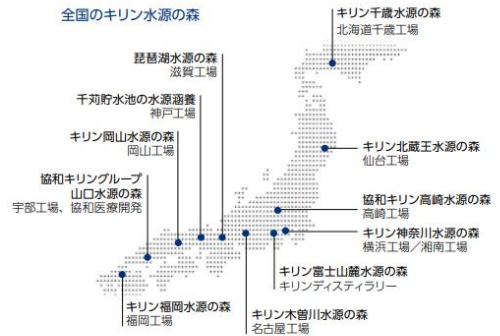 全国のキリン水源の森
キリン千歳水源の森
北海道千歳工場
琵琶湖水源の森
滋賀工場
千苅貯水池の水源涵養
神戸工場
キリン岡山水源の森
岡山工場
協和キリングループ
山口水源の森
宇部工場、協和医療開発
キリン北蔵王水源の森
仙台工場
協和キリン高崎水源の森
高崎工場
キリン神奈川水源の森
横浜工場／湘南工場
キリン富士山麓水源の森
キリンディスティラリー
キリン福岡水源の森
福岡工場
キリン木曽川水源の森
名古屋工場